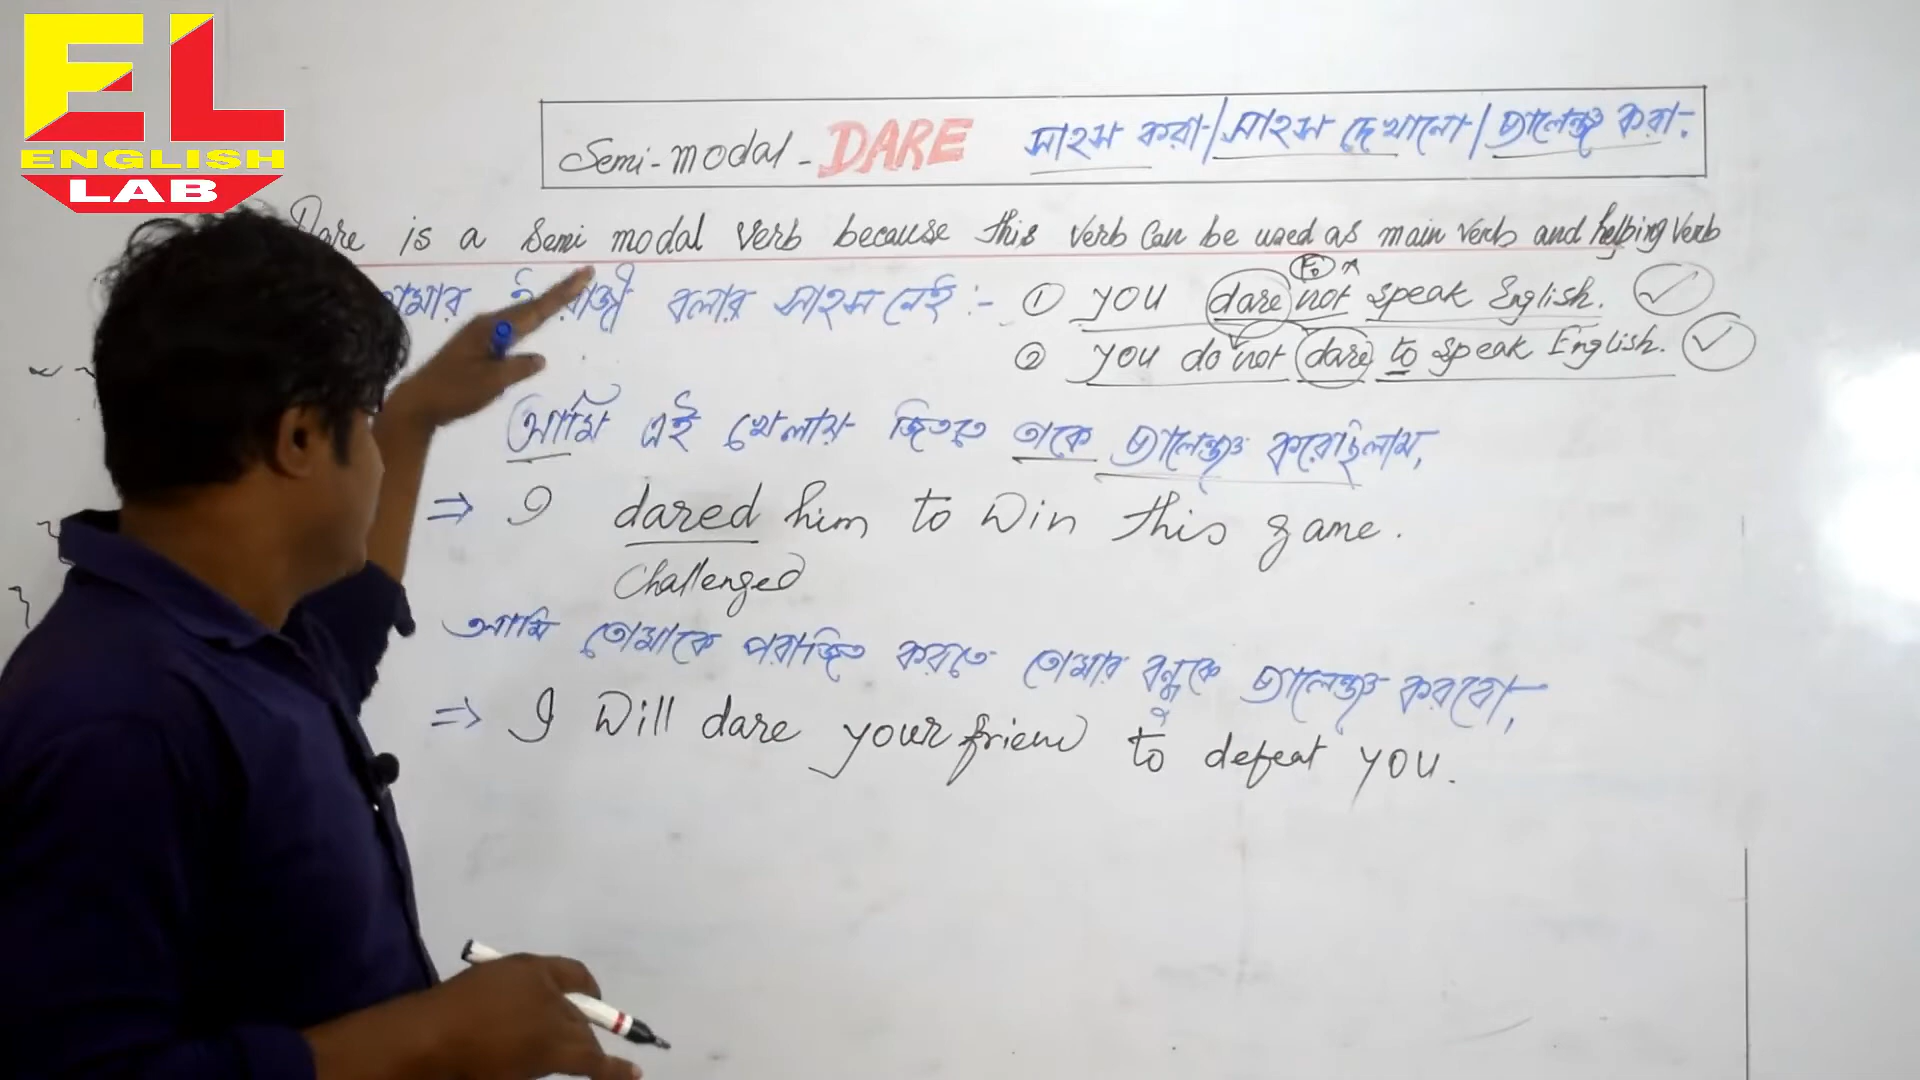 EL
ENGLISH
LAB
Semi-modal - DARE সাহস করা/সাহস দেখানো/চ্যালেঞ্জ করা.
Dare is a semi modal verb because this verb can be used as main verb and helping verb
বলার সাহস নেই :- ① you dare not speak English.
② you do not dare to speak English.
আমি এই খেলায় জিততে তাকে চ্যালেঞ্জ করেছিলাম,
⇒ I dared him to win this game.
challenged
আমি তোমাকে পরাজিত করতে তোমার বন্ধুকে চ্যালেঞ্জ করবো,
⇒ I will dare your friend to defeat you.